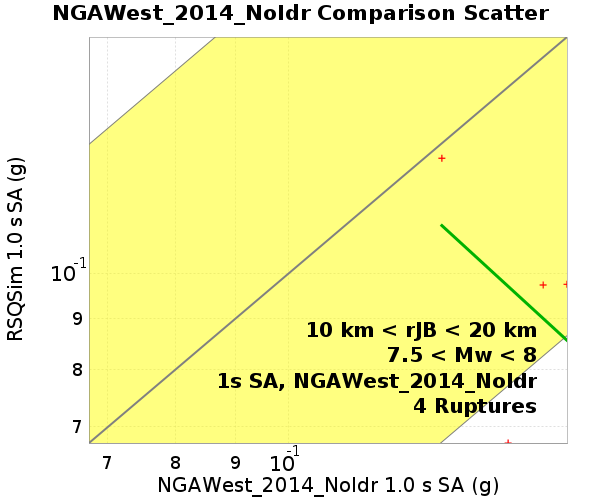 NGAWest_2014_NoIdr Comparison Scatter
RSQSim 1.0 s SA (g)
10-1
9
8
7
10 km < rJB < 20 km
7.5 < Mw < 8
1s SA, NGAWest_2014_NoIdr
4 Ruptures
7 8 9 10-1
NGAWest_2014_NoIdr 1.0 s SA (g)